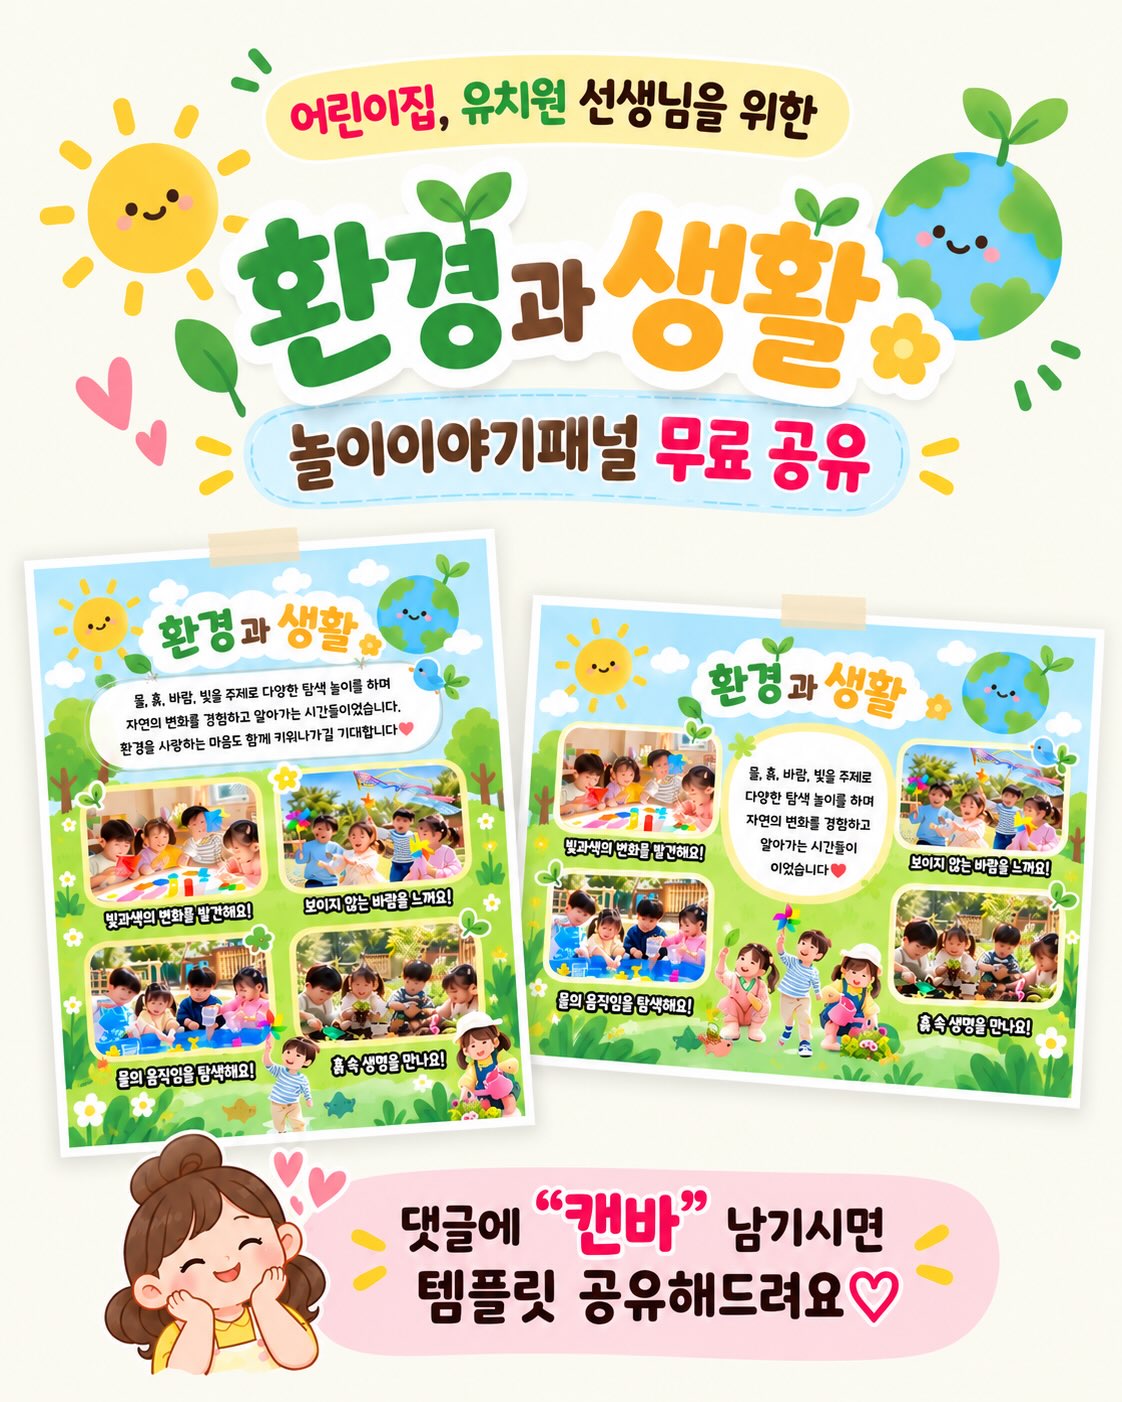 어린이집, 유치원 선생님을 위한
환경과 생활
놀이이야기패널 무료 공유
환경과 생활
물, 흙, 바람, 빛을 주제로 다양한 탐색 놀이를 하며
자연의 변화를 경험하고 알아가는 시간들이었습니다.
환경을 사랑하는 마음도 함께 키워나가길 기대합니다❤️
빛과색의 변화를 발견해요!
보이지 않는 바람을 느껴요!
물의 움직임을 탐색해요!
흙 속 생명을 만나요!
환경과 생활
물, 흙, 바람, 빛을 주제로
다양한 탐색 놀이를 하며
자연의 변화를 경험하고
알아가는 시간들이
이었습니다❤️
빛과색의 변화를 발견해요!
보이지 않는 바람을 느껴요!
물의 움직임을 탐색해요!
흙 속 생명을 만나요!
댓글에 “캔바” 남기시면
템플릿 공유해드려요♡